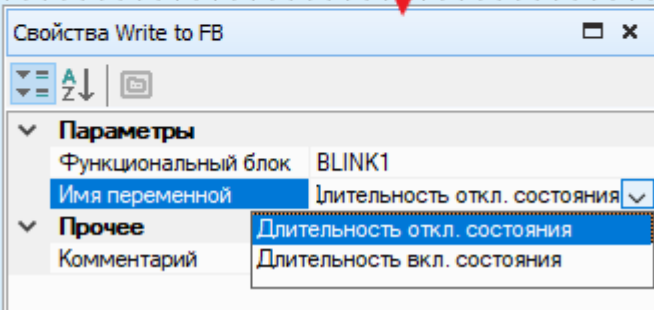 Свойства Write to FB
Параметры
Функциональный блок BLINK1
Имя переменной Длительность откл. состояния
Прочее
Длительность откл. состояния
Комментарий
Длительность вкл. состояния